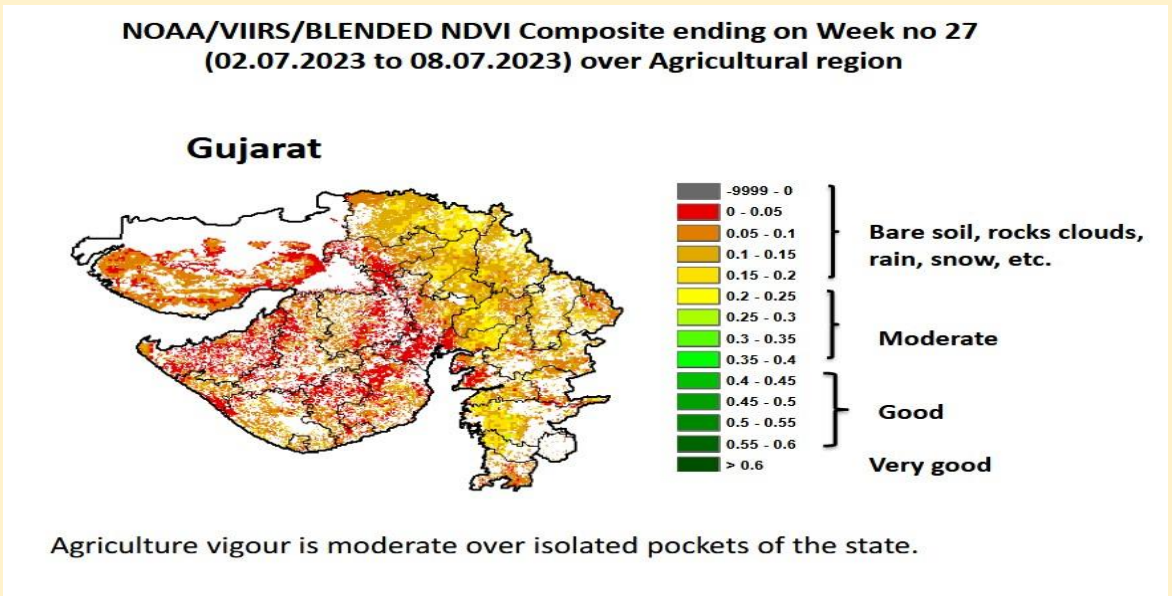 NOAA/VIIRS/BLENDED NDVI Composite ending on Week no 27
(02.07.2023 to 08.07.2023) over Agricultural region
Gujarat
-9999 - 0
0 - 0.05
0.05 - 0.1
0.1 - 0.15
0.15 - 0.2
0.2 - 0.25
0.25 - 0.3
0.3 - 0.35
0.35 - 0.4
0.4 - 0.45
0.45 - 0.5
0.5 - 0.55
0.55 - 0.6
> 0.6
Bare soil, rocks clouds,
rain, snow, etc.
Moderate
Good
Very good
Agriculture vigour is moderate over isolated pockets of the state.